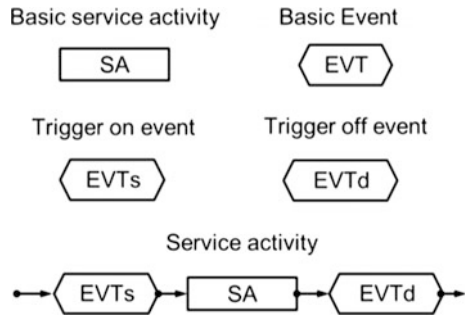 Basic service activity Basic Event
SA EVT
Trigger on event Trigger off event
EVTs EVTd
Service activity
EVTs SA EVTd